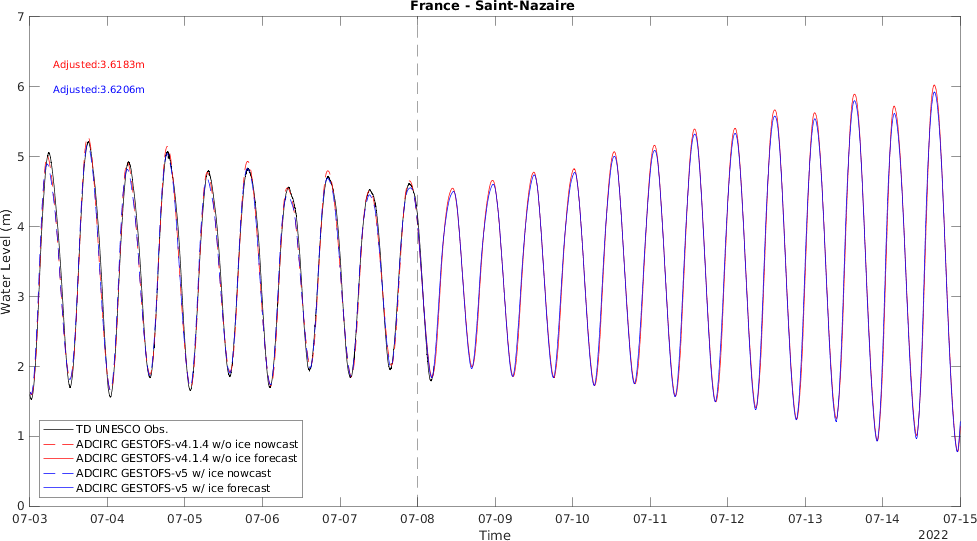 France - Saint-Nazaire
Water Level (m)
7
6
5
4
3
2
1
0
Adjusted:3.6183m
Adjusted:3.6206m
TD UNESCO Obs.
ADCIRC GESTOFS-v4.1.4 w/o ice nowcast
ADCIRC GESTOFS-v4.1.4 w/o ice forecast
ADCIRC GESTOFS-v5 w/ ice nowcast
ADCIRC GESTOFS-v5 w/ ice forecast
07-03 07-04 07-05 07-06 07-07 07-08 07-09 07-10 07-11 07-12 07-13 07-14 07-15
Time
2022